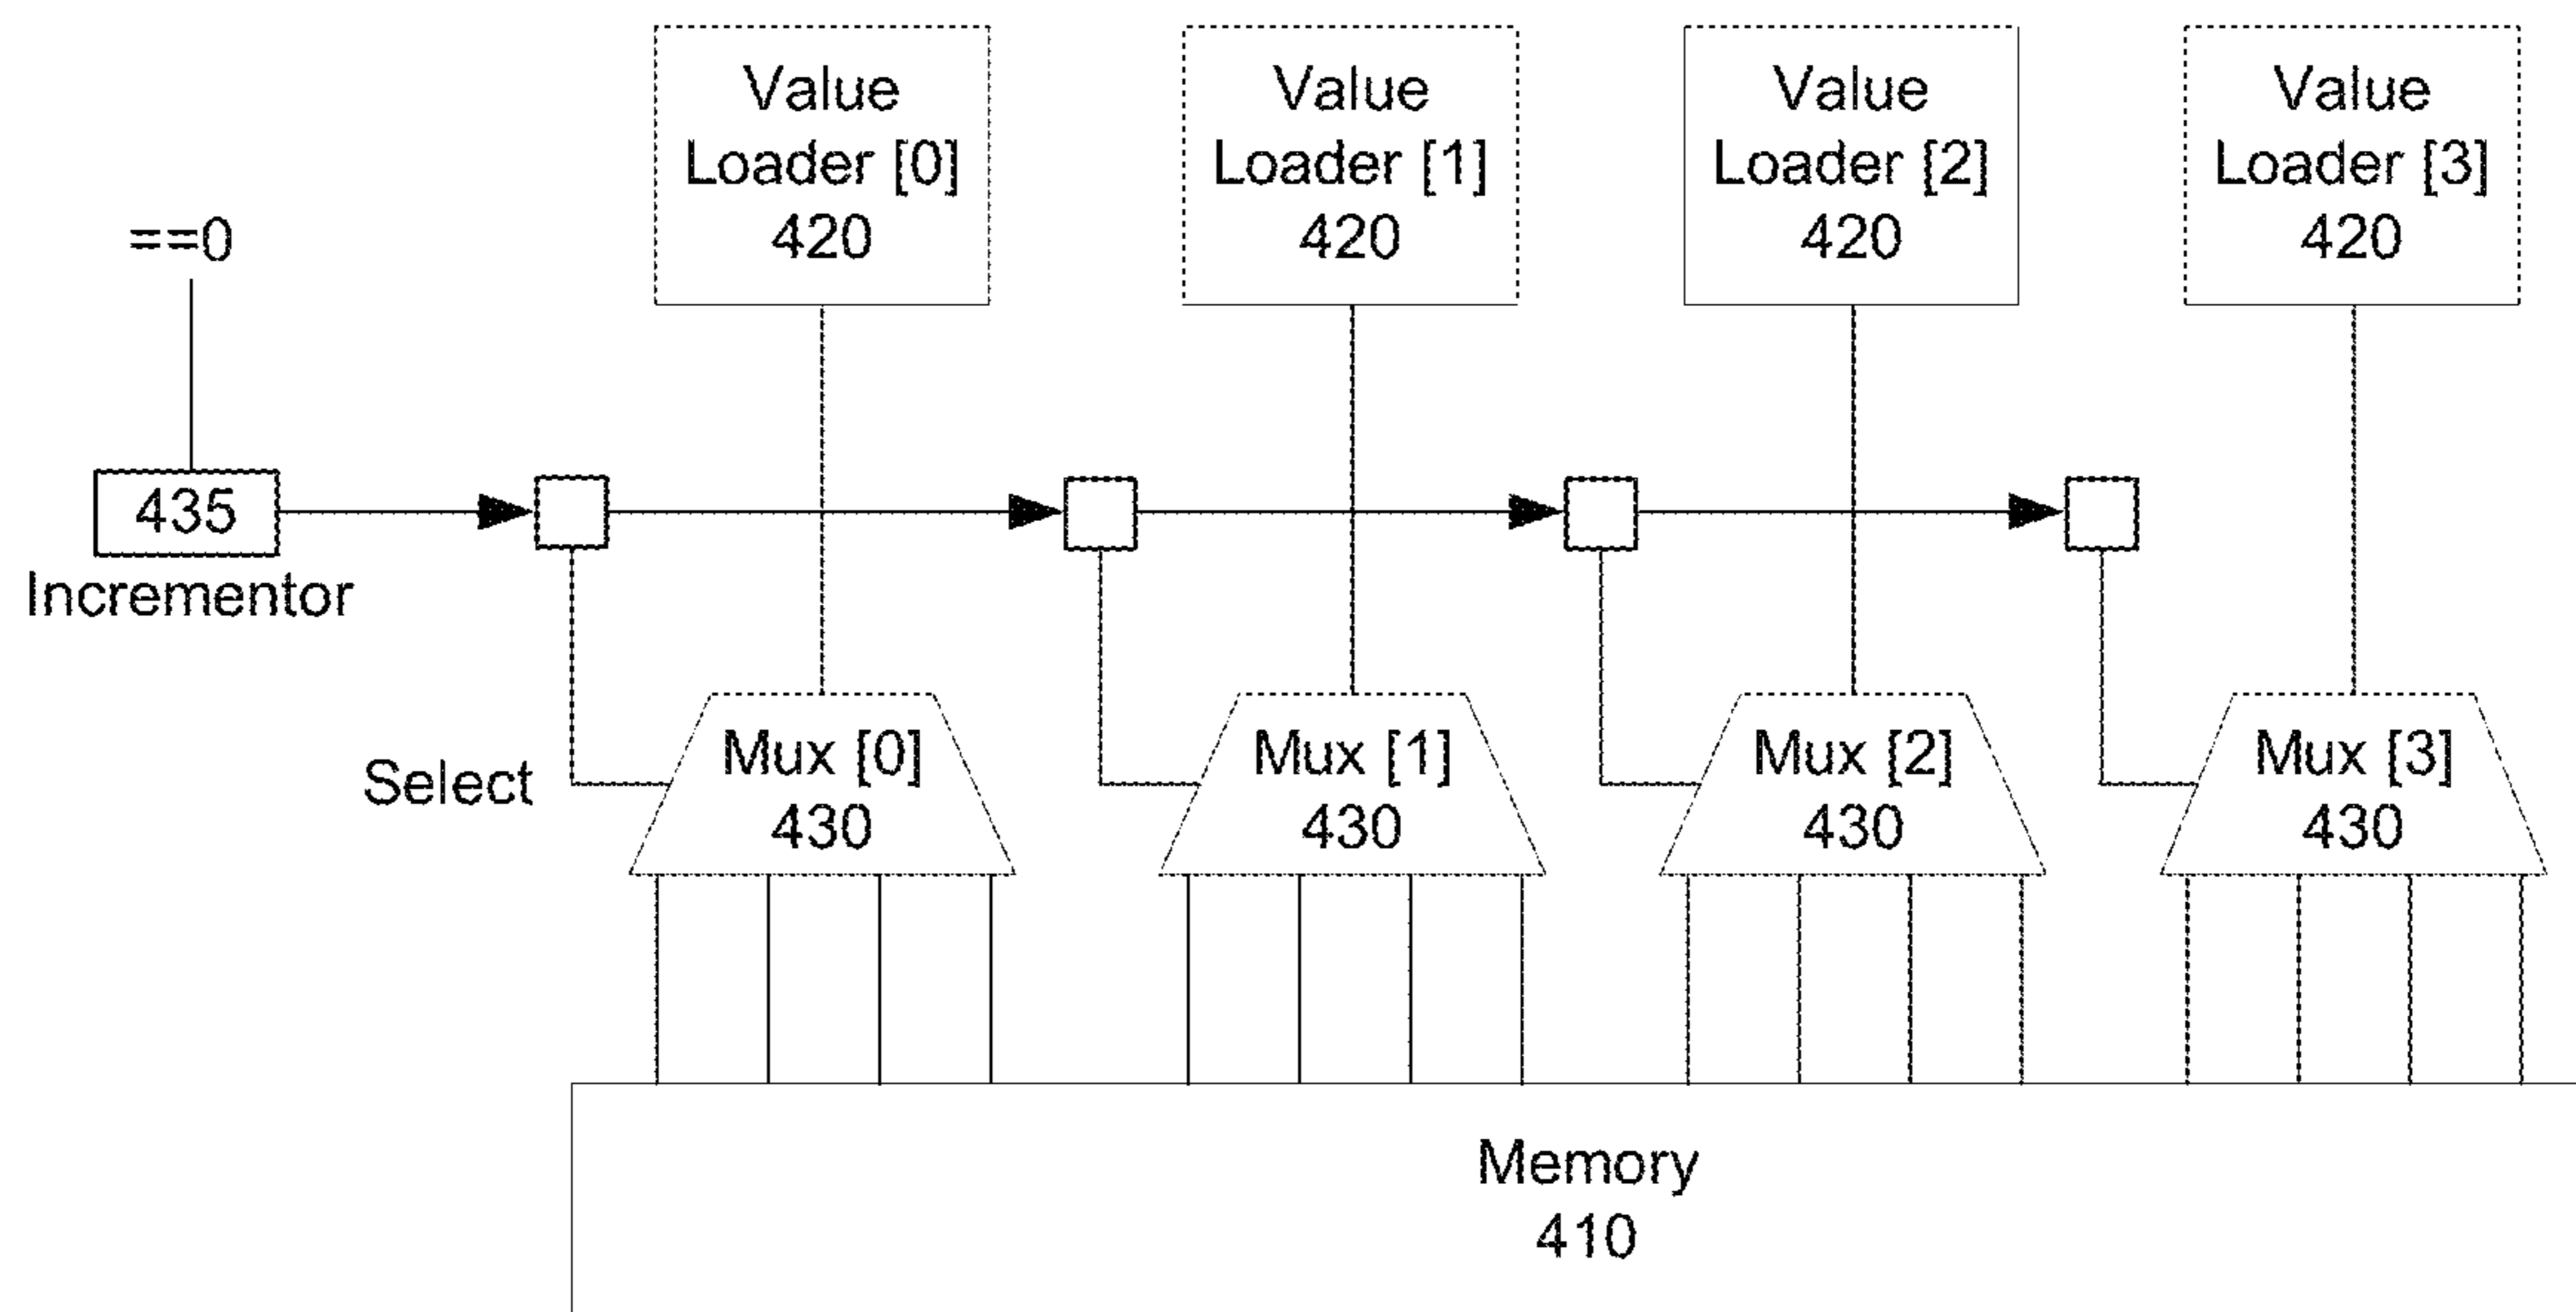 Value
Loader [0]
420
Value
Loader [1]
420
Value
Loader [2]
420
Value
Loader [3]
420
==0
435
Incrementor
Select
Mux [0]
430
Mux [1]
430
Mux [2]
430
Mux [3]
430
Memory
410